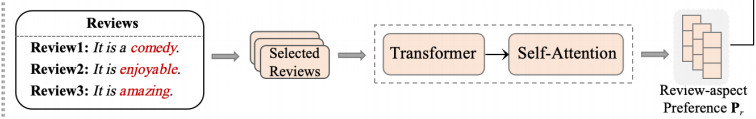 Reviews
Review1: It is a comedy.
Review2: It is enjoyable.
Review3: It is amazing.
Selected
Reviews
Transformer
Self-Attention
Review-aspect
Preference Pr